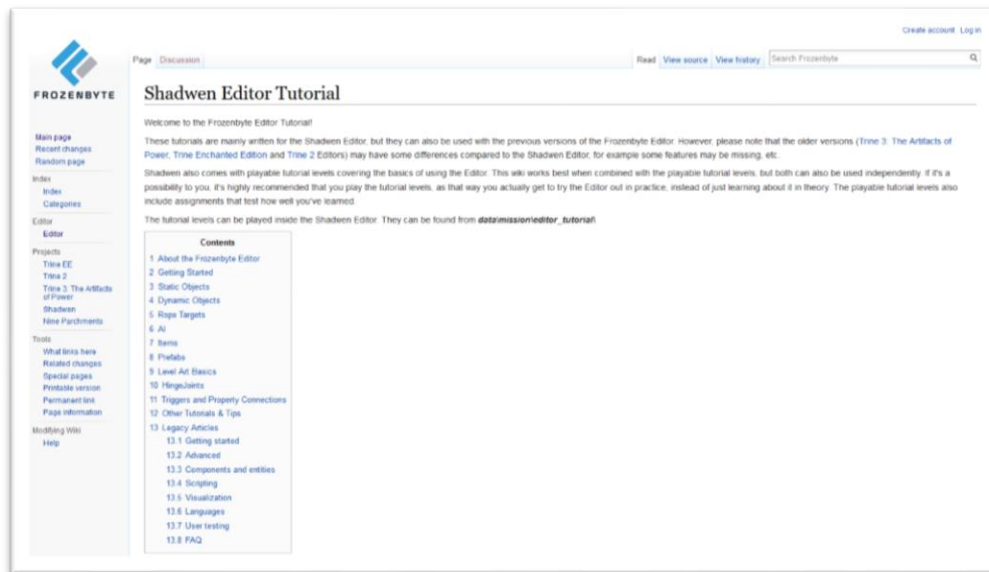 Create account Log in
Page Discussion
Read View source View history Search Frozenbyte
FROZENBYTE
Shadwen Editor Tutorial
Welcome to the Frozenbyte Editor Tutorial!
These tutorials are mainly written for the Shadwen Editor, but they can also be used with the previous versions of the Frozenbyte Editor. However, please note that the older versions (Trine 3: The Artifacts of
Power, Trine Enchanted Edition and Trine 2 Editors) may have some differences compared to the Shadwen Editor, for example some features may be missing, etc.
Shadwen also comes with playable tutorial levels covering the basics of using the Editor. This wiki works best when combined with the playable tutorial levels, but both can also be used independently. If it's a
possibility to you, it's highly recommended that you play the tutorial levels, as that way you actually get to try the Editor out in practice, instead of just learning about it in theory. The playable tutorial levels also
include assignments that test how well you've learned.
The tutorial levels can be played inside the Shadwen Editor. They can be found from data\mission\editor_tutorial\
Main page
Recent changes
Random page
Index
Index
Categories
Editor
Editor
Projects
Trine EE
Trine 2
Trine 3: The Artifacts
of Power
Shadwen
Nine Parchments
Tools
What links here
Related changes
Special pages
Printable version
Permanent link
Page information
Modifying Wiki
Help
Contents
1 About the Frozenbyte Editor
2 Getting Started
3 Static Objects
4 Dynamic Objects
5 Rope Targets
6 AI
7 Items
8 Prefabs
9 Level Art Basics
10 HingeJoints
11 Triggers and Property Connections
12 Other Tutorials & Tips
13 Legacy Articles
13.1 Getting started
13.2 Advanced
13.3 Components and entities
13.4 Scripting
13.5 Visualization
13.6 Languages
13.7 User testing
13.8 FAQ